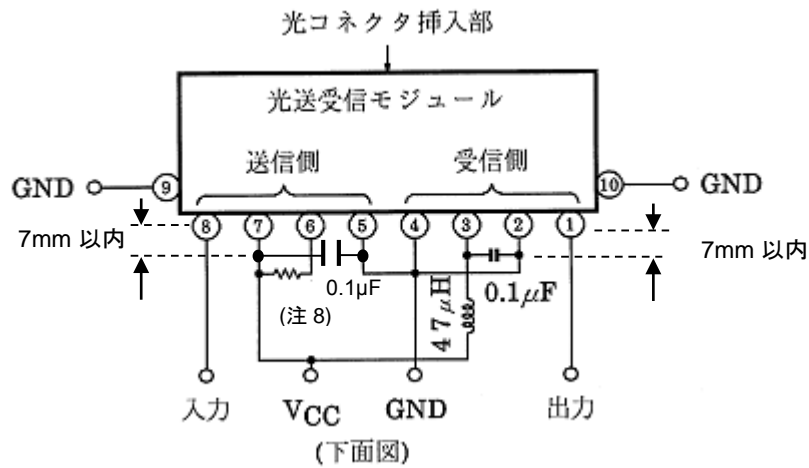 光コネクタ挿入部
光送受信モジュール
送信側
受信側
GND
⑨
⑩
GND
⑧ ⑦ ⑥ ⑤ ④ ③ ② ①
7mm 以内
7mm 以内
0.1μF
(注 8)
47μH
0.1μF
入力
VCC
GND
出力
(下面図)